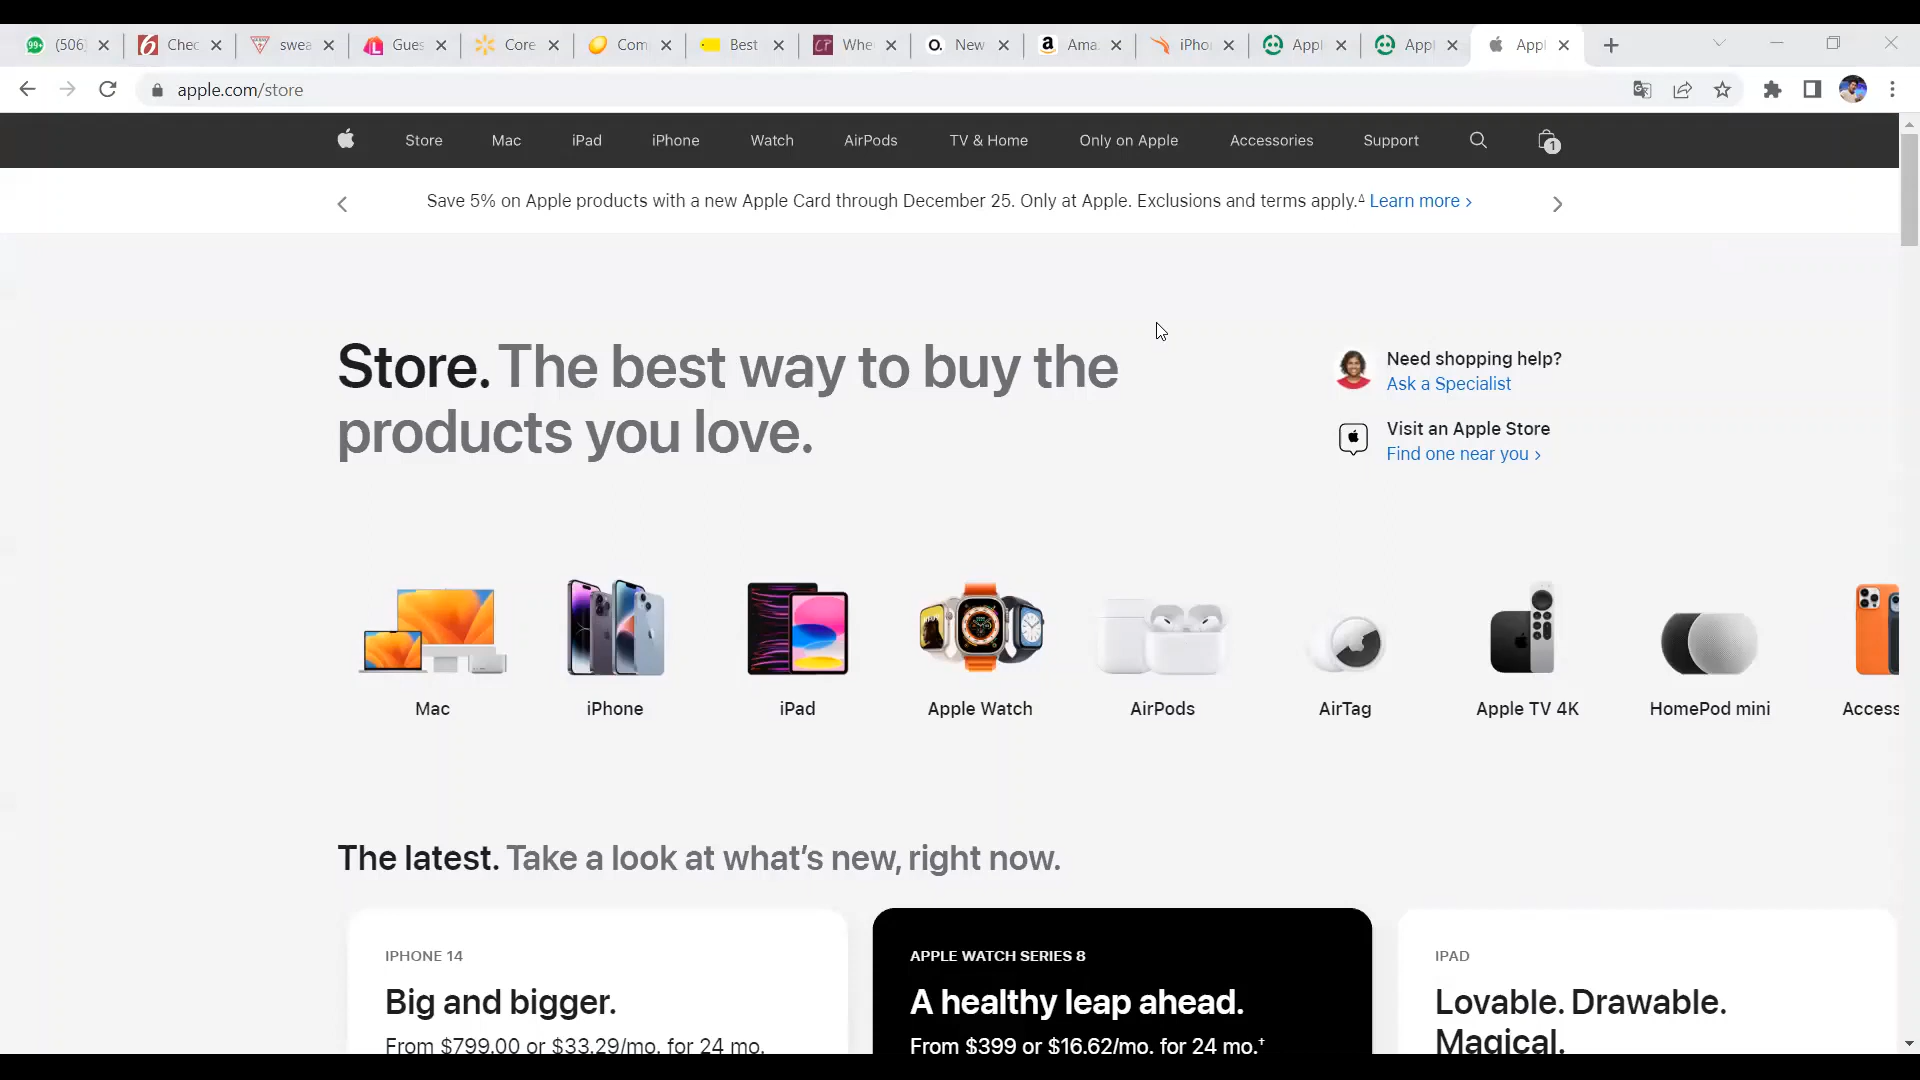 (506)
Chec
swea
Gues
Core
Com
Best
Whe
New
Ama
iPho
Appl
Appl
Appl
apple.com/store
Store Mac iPad iPhone Watch AirPods TV & Home Only on Apple Accessories Support 1
Save 5% on Apple products with a new Apple Card through December 25. Only at Apple. Exclusions and terms apply.∆ Learn more >
Store. The best way to buy the
products you love.
Need shopping help?
Ask a Specialist
Visit an Apple Store
Find one near you >
Mac iPhone iPad Apple Watch AirPods AirTag Apple TV 4K HomePod mini Access
The latest. Take a look at what’s new, right now.
IPHONE 14
Big and bigger.
From $799.00 or $33.29/mo. for 24 mo.
APPLE WATCH SERIES 8
A healthy leap ahead.
From $399 or $16.62/mo. for 24 mo.†
IPAD
Lovable. Drawable.
Magical.